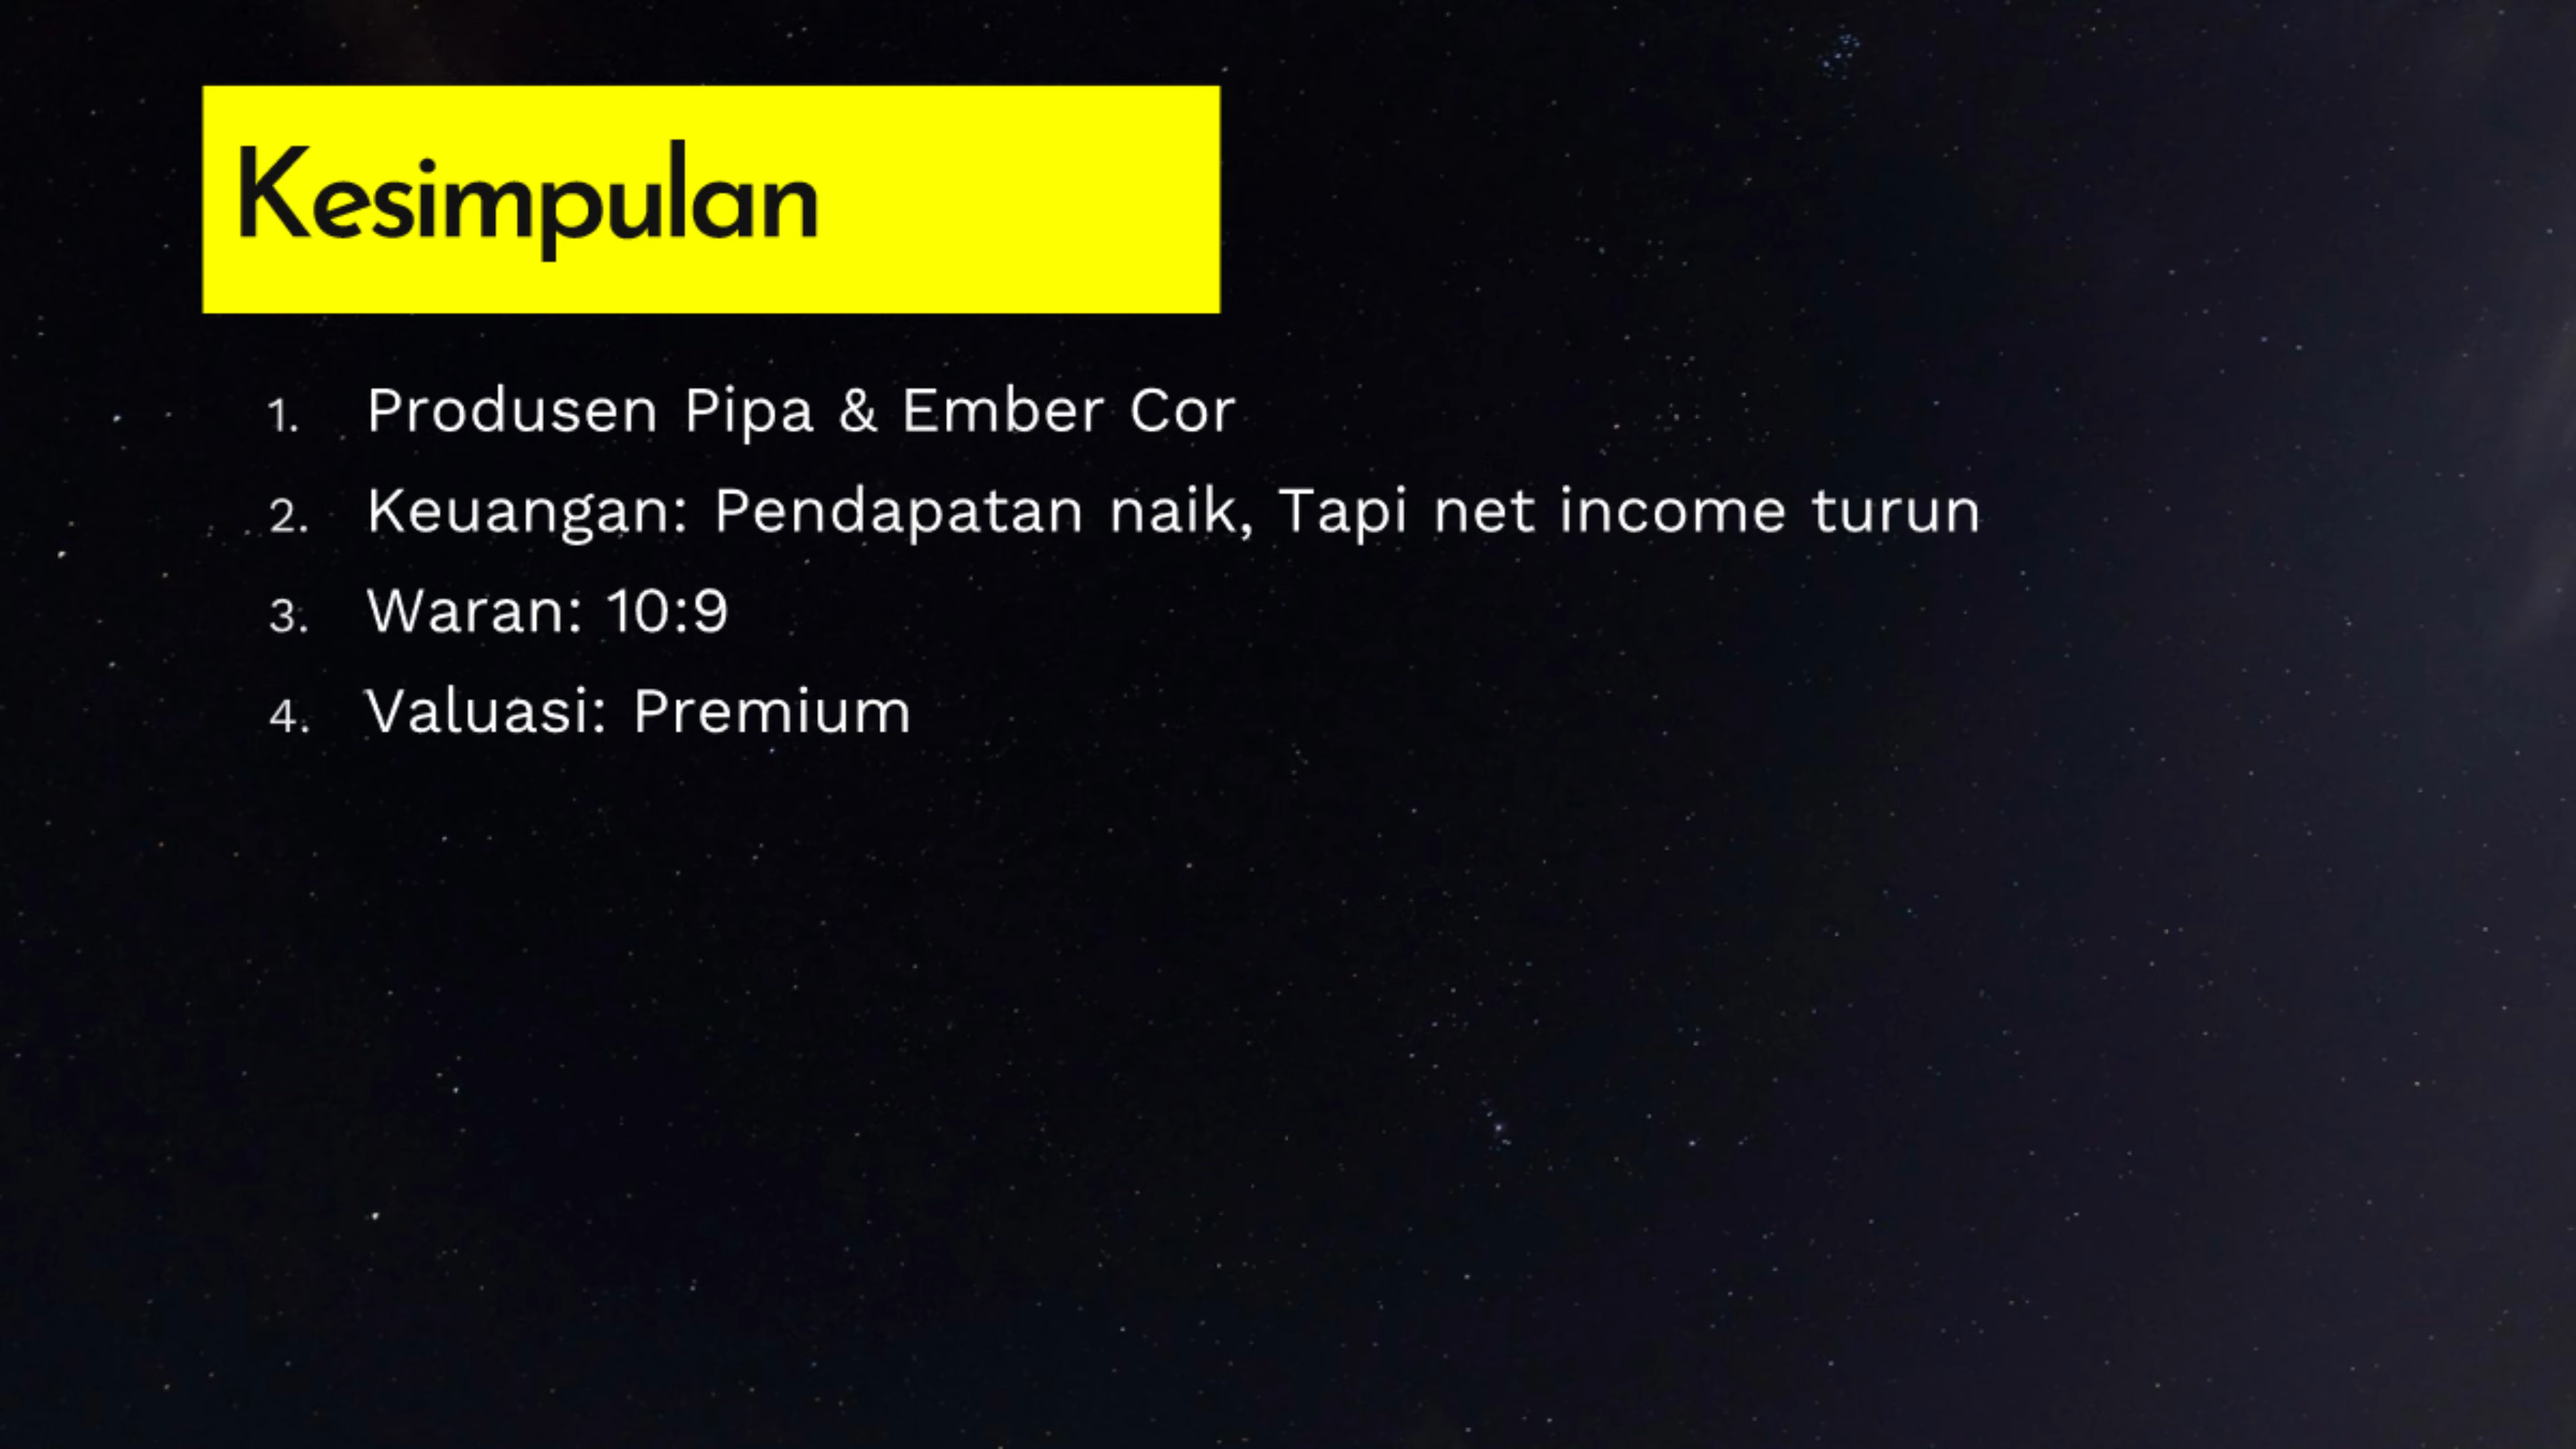 Kesimpulan
1. Produsen Pipa & Ember Cor
2. Keuangan: Pendapatan naik, Tapi net income turun
3. Waran: 10:9
4. Valuasi: Premium